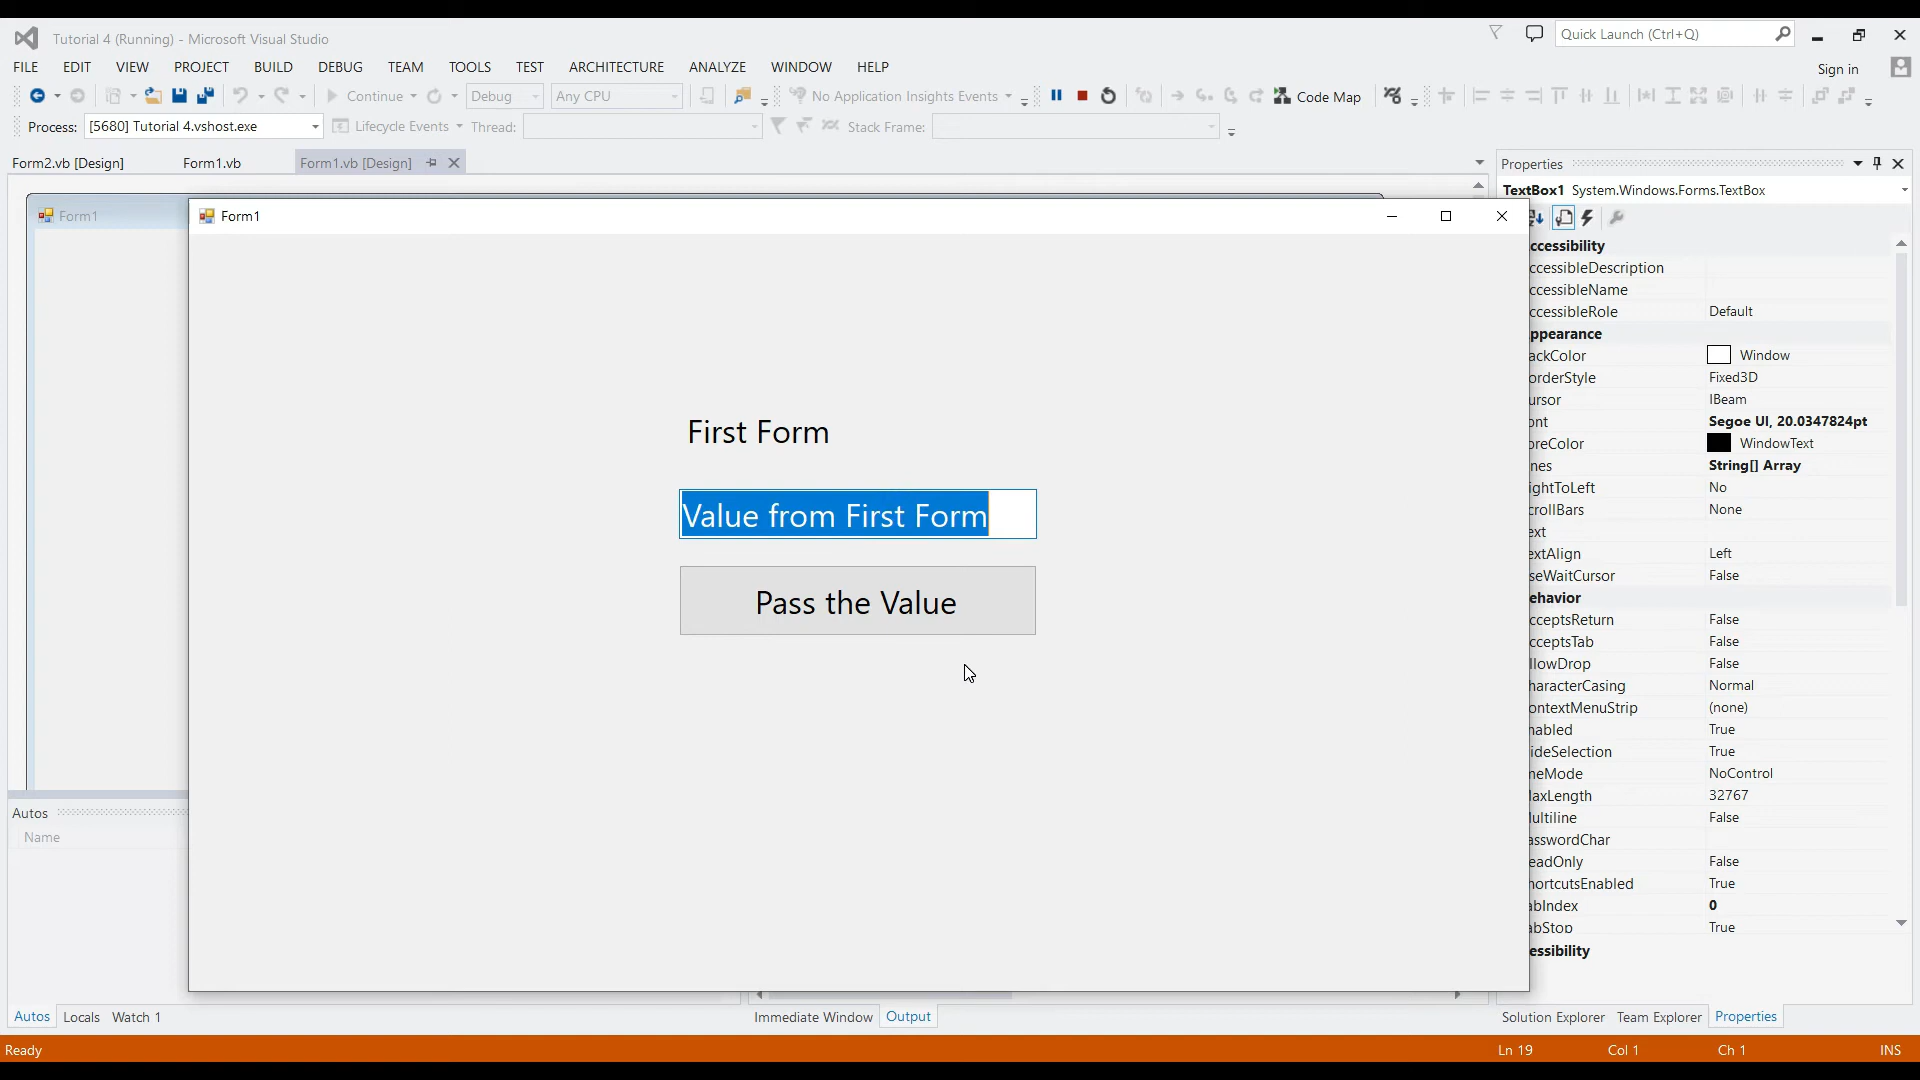 Tutorial 4 (Running) - Microsoft Visual Studio
Quick Launch (Ctrl+Q)
FILE EDIT VIEW PROJECT BUILD DEBUG TEAM TOOLS TEST ARCHITECTURE ANALYZE WINDOW HELP
Sign in
Continue Debug Any CPU No Application Insights Events Code Map
Process: [5680] Tutorial 4.vshost.exe Lifecycle Events Thread: Stack Frame:
Form2.vb [Design] Form1.vb Form1.vb [Design]
Properties
TextBox1 System.Windows.Forms.TextBox
Form1
Form1
First Form
Value from First Form
Pass the Value
ccessibility
ccessibleDescription
ccessibleName
ccessibleRole Default
ppearance
ackColor Window
orderStyle Fixed3D
ursor IBeam
ont Segoe UI, 20.0347824pt
oreColor WindowText
nes String[] Array
ightToLeft No
crollBars None
ext
extAlign Left
seWaitCursor False
ehavior
cceptsReturn False
cceptsTab False
llowDrop False
haracterCasing Normal
ontextMenuStrip (none)
nabled True
ideSelection True
neMode NoControl
axLength 32767
ultiline False
asswordChar
eadOnly False
hortcutsEnabled True
abIndex 0
abStop True
essibility
Autos
Name
Autos Locals Watch 1
Immediate Window Output
Solution Explorer Team Explorer Properties
Ready
Ln 19 Col 1 Ch 1 INS